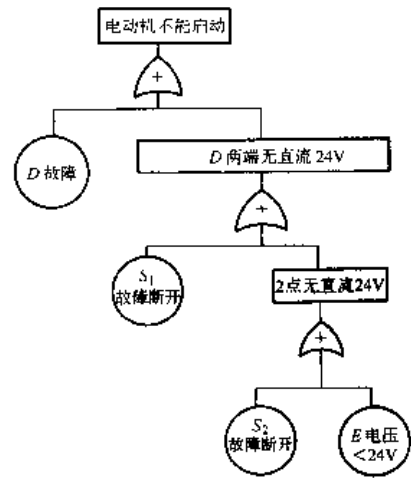 电动机不能启动
+
D故障
D两端无直流24V
+
S₁
故障断开
2点无直流24V
+
S₂
故障断开
E电压
<24V